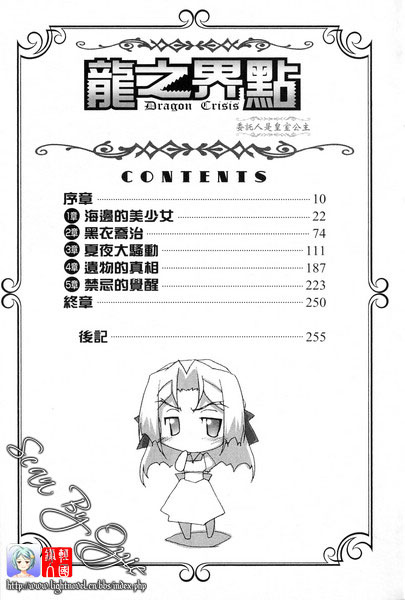 龍之界點
Dragon Crisis
委託人是皇室公主
CONTENTS
序章 10
1章 海邊的美少女 22
2章 黑衣喬治 74
3章 夏夜大騷動 111
4章 遺物的真相 187
5章 禁忌的覺醒 223
終章 250
後記 255
Scan By
http://www.lightnovel.cn/bbs/index.php